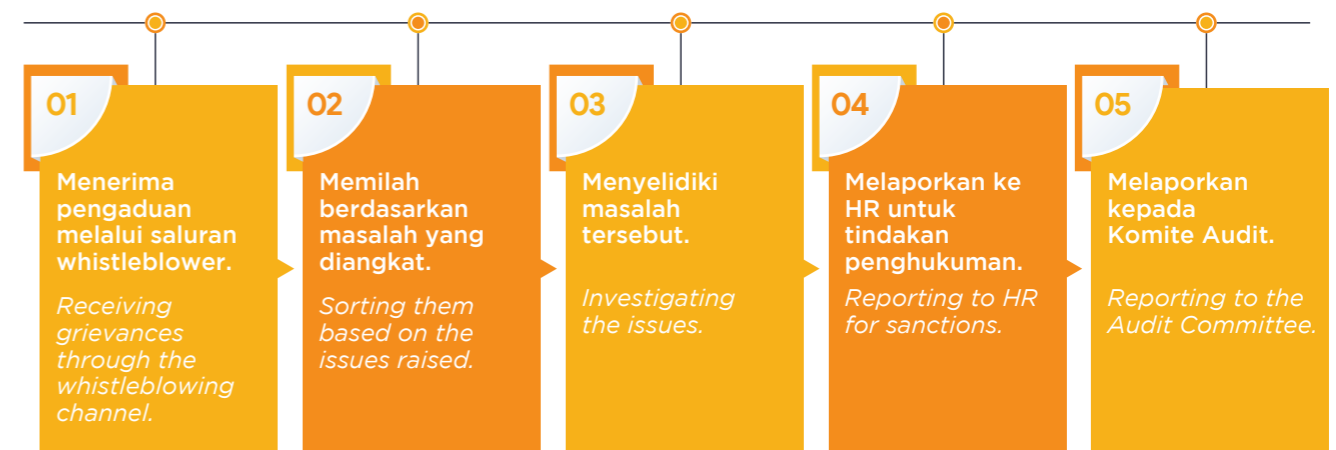 01
Menerima
pengaduan
melalui saluran
whistleblower.
Receiving
grievances
through the
whistleblowing
channel.
02
Memilah
berdasarkan
masalah yang
diangkat.
Sorting them
based on the
issues raised.
03
Menyelidiki
masalah
tersebut.
Investigating
the issues.
04
Melaporkan ke
HR untuk
tindakan
penghukuman.
Reporting to HR
for sanctions.
05
Melaporkan
kepada
Komite Audit.
Reporting to the
Audit Committee.